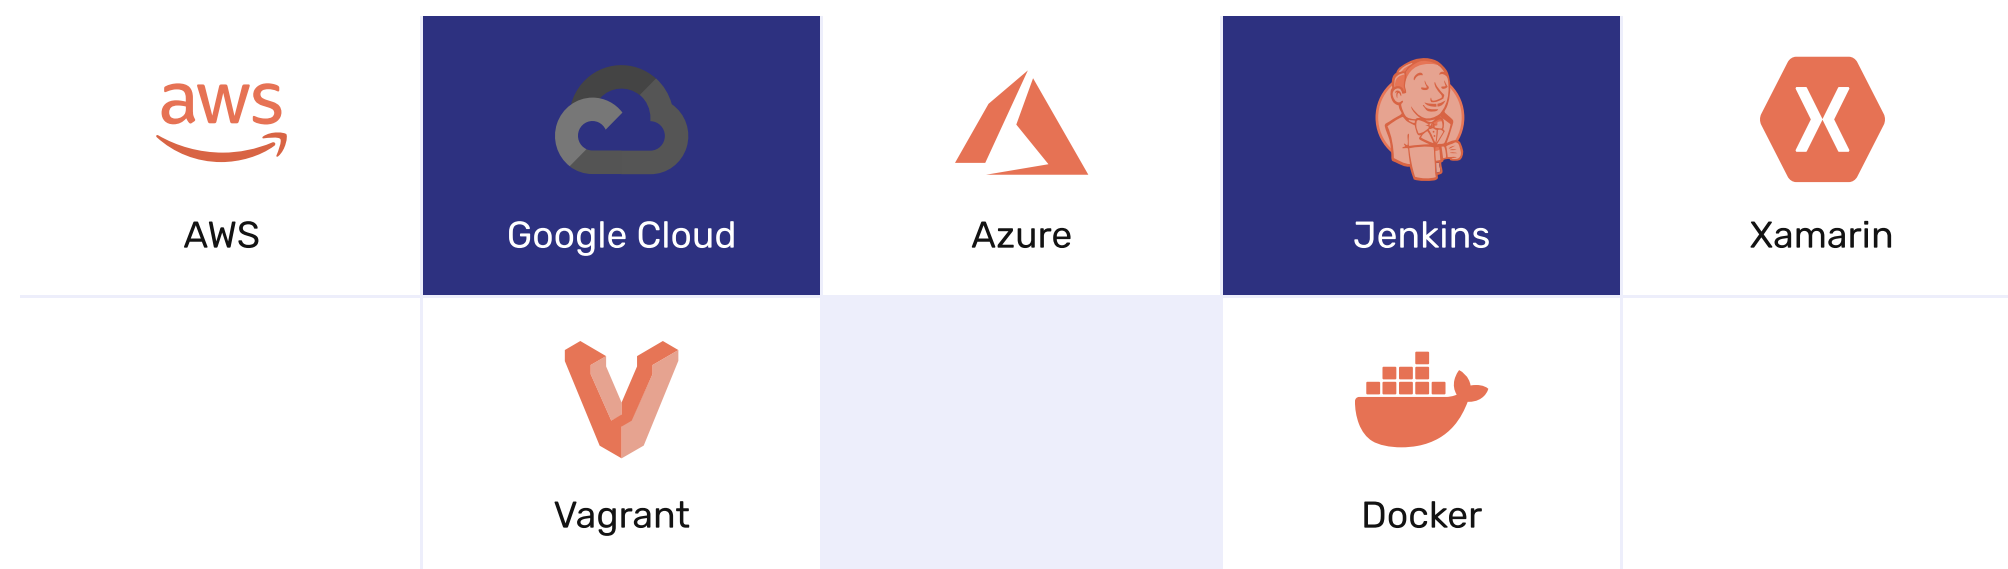 aws
AWS
Google Cloud
Azure
Jenkins
X
Xamarin
Vagrant
Docker